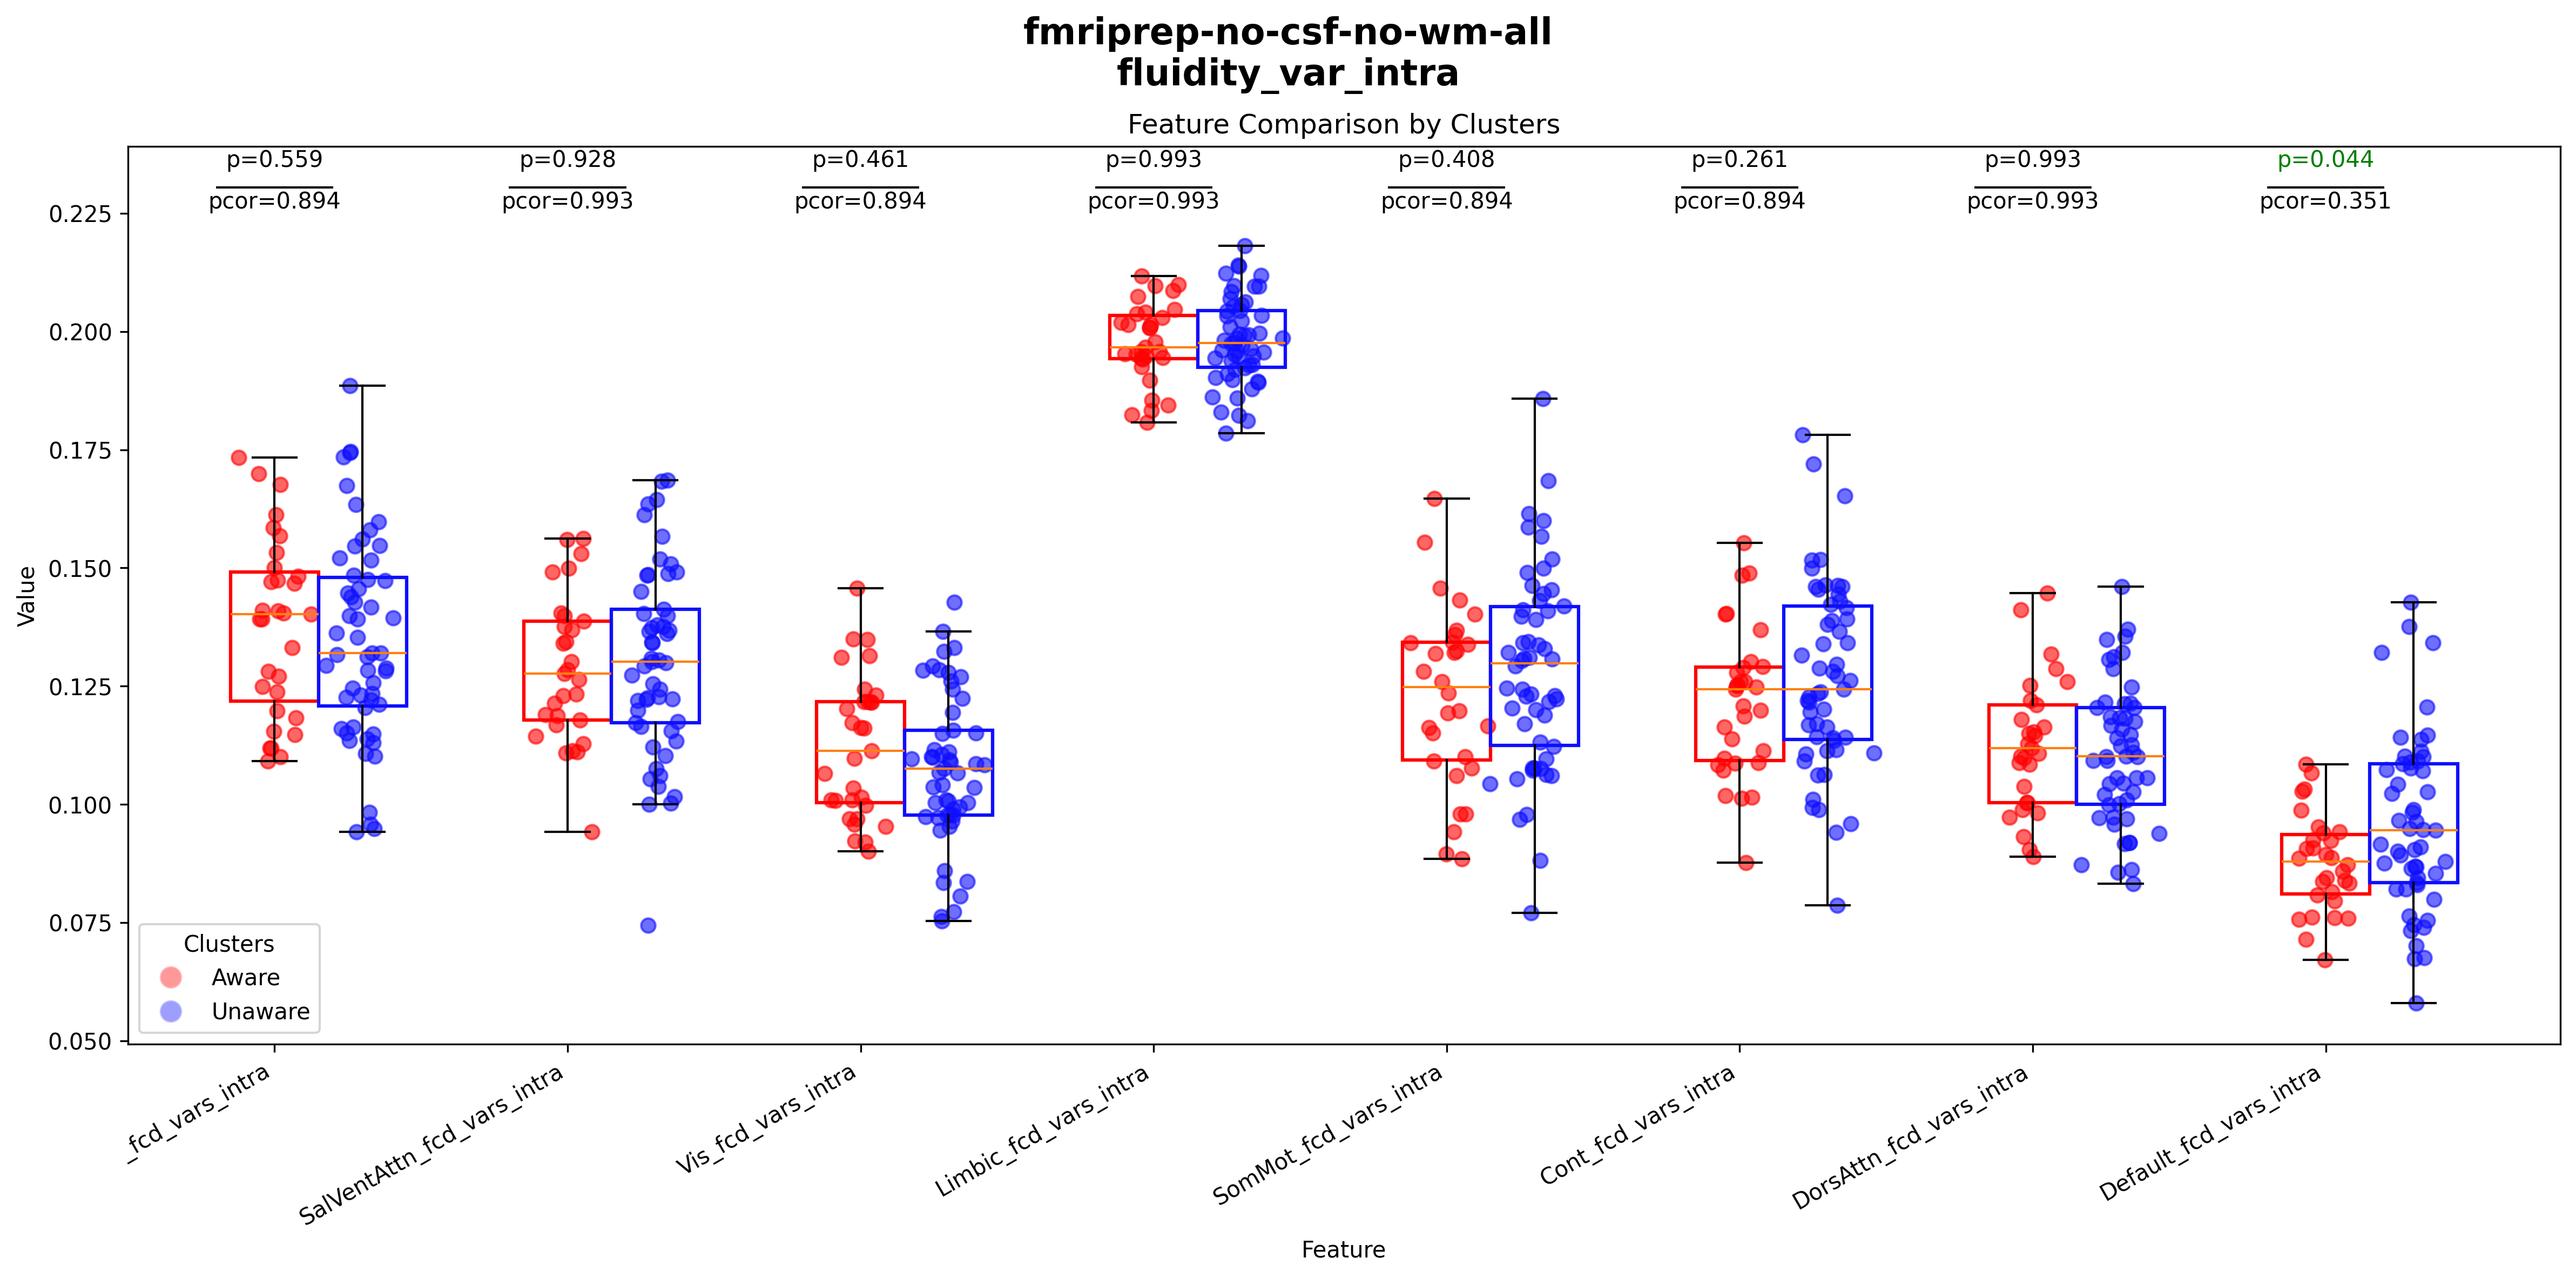 fmriprep-no-csf-no-wm-all
fluidity_var_intra
Feature Comparison by Clusters
p=0.559 p=0.928 p=0.461 p=0.993 p=0.408 p=0.261 p=0.993 p=0.044
pcor=0.894 pcor=0.993 pcor=0.894 pcor=0.993 pcor=0.894 pcor=0.894 pcor=0.993 pcor=0.351
0.225
0.200
0.175
0.150
0.125
0.100
0.075
0.050
Value
Clusters
Aware
Unaware
_fcd_vars_intra
SalVentAttn_fcd_vars_intra
Vis_fcd_vars_intra
Limbic_fcd_vars_intra
SomMot_fcd_vars_intra
Cont_fcd_vars_intra
DorsAttn_fcd_vars_intra
Default_fcd_vars_intra
Feature